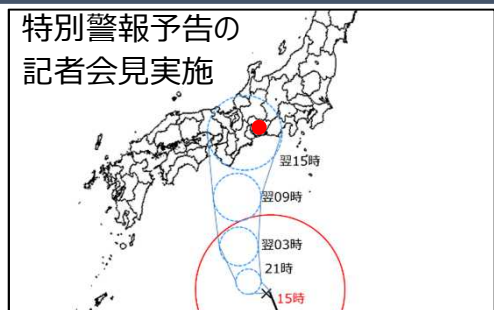 特別警報予告の
記者会見実施
翌15時
翌09時
翌03時
21時
15時